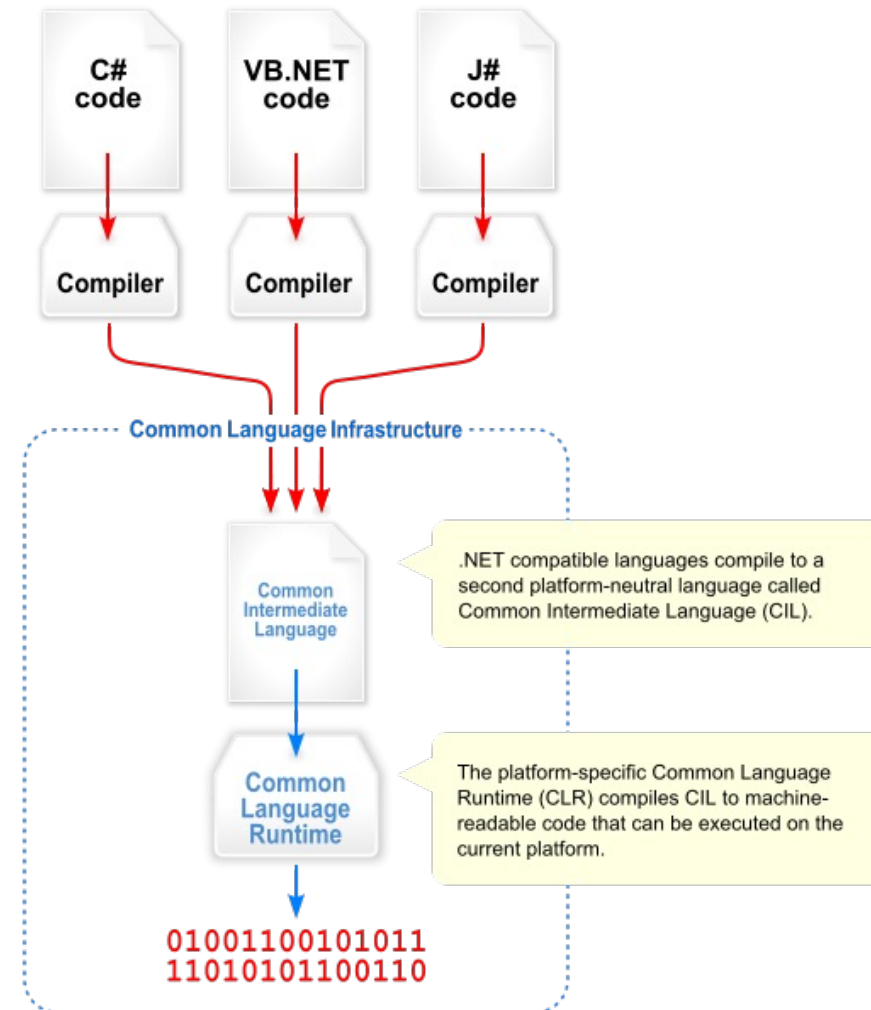 C#
code
VB.NET
code
J#
code
Compiler
Compiler
Compiler
Common Language Infrastructure
Common
Intermediate
Language
.NET compatible languages compile to a
second platform-neutral language called
Common Intermediate Language (CIL).
Common
Language
Runtime
The platform-specific Common Language
Runtime (CLR) compiles CIL to machine-
readable code that can be executed on the
current platform.
01001100101011
11010101100110